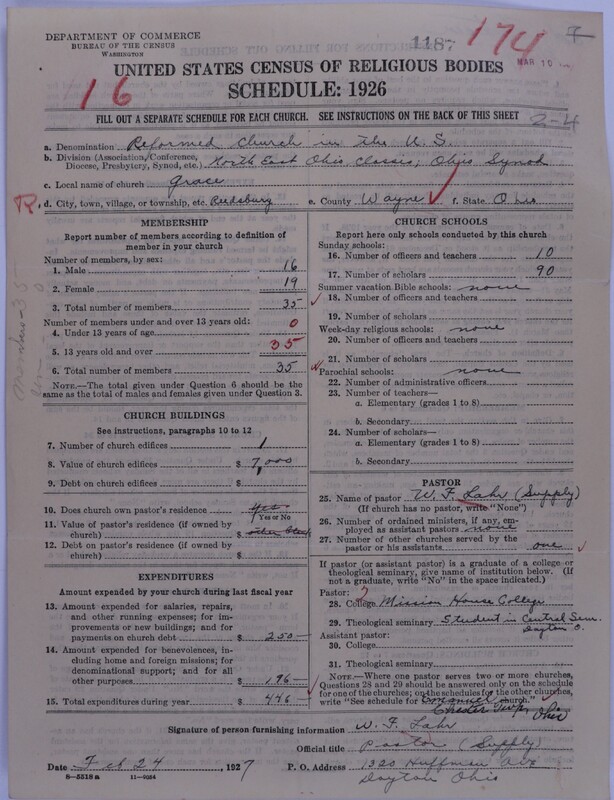 DEPARTMENT OF COMMERCE
BUREAU OF THE CENSUS
WASHINGTON
1187
174
MAR 10
7
16
UNITED STATES CENSUS OF RELIGIOUS BODIES
SCHEDULE: 1926
FILL OUT A SEPARATE SCHEDULE FOR EACH CHURCH. SEE INSTRUCTIONS ON THE BACK OF THIS SHEET
2-4
a. Denomination Reformed Church in the U.S.
b. Division (Association, Conference, Diocese, Presbytery, Synod, etc.) North East Ohio Classis, Ohio Synod
c. Local name of church Grace
R d. City, town, village, or township, etc. Reedsburg e. County Wayne f. State Ohio
MEMBERSHIP
Report number of members according to definition of
member in your church
Number of members, by sex:
1. Male 16
2. Female 19
3. Total number of members 35
Number of members under and over 13 years old:
4. Under 13 years of age 0
5. 13 years old and over 35
6. Total number of members 35
NOTE.—The total given under Question 6 should be
same as the total of males and females given under Question 3.
CHURCH BUILDINGS
See instructions, paragraphs 10 to 12
7. Number of church edifices 1
8. Value of church edifices $ 7,000
9. Debt on church edifices $
10. Does church own pastor's residence yes
Yes or No
11. Value of pastor's residence (if owned by
church) $
12. Debt on pastor's residence (if owned by
church) $
EXPENDITURES
Amount expended by your church during last fiscal year
13. Amount expended for salaries, repairs,
and other running expenses; for im-
provements or new buildings; and for
payments on church debt $ 250-
14. Amount expended for benevolences, in-
cluding home and foreign missions; for
denominational support; and for all
other purposes $ 196-
15. Total expenditures during year $ 446-
CHURCH SCHOOLS
Report here only schools conducted by this church
Sunday schools:
16. Number of officers and teachers 10
17. Number of scholars 90
Summer vacation Bible schools: none
18. Number of officers and teachers
19. Number of scholars
Week-day religious schools: none
20. Number of officers and teachers
21. Number of scholars
Parochial schools: none
22. Number of administrative officers
23. Number of teachers—
a. Elementary (grades 1 to 8)
b. Secondary
24. Number of scholars—
a. Elementary (grades 1 to 8)
b. Secondary
PASTOR
25. Name of pastor W. F. Lahr (Supply)
(If church has no pastor, write "None")
26. Number of ordained ministers, if any, em-
ployed as assistant pastors none
27. Number of other churches served by the
pastor or his assistants one
If pastor (or assistant pastor) is a graduate of a college or
theological seminary, give name of institution below. (If
not a graduate, write "No" in the space indicated.)
Pastor:
28. College Mission House College
29. Theological seminary Student in Central Sem.
Dayton O.
Assistant pastor:
30. College
31. Theological seminary
NOTE.—Where one pastor serves two or more churches,
Questions 28 and 29 should be answered only on the schedule
for one of the churches; on the schedules for the other churches,
write "See schedule for Emanuel church."
Chester Twp., Ohio
Signature of person furnishing information W. F. Lahr
Official title Pastor (Supply)
Date Feb 24 1927 P. O. Address 1320 Huffman Ave
8—5518a 11—9034 Dayton Ohio